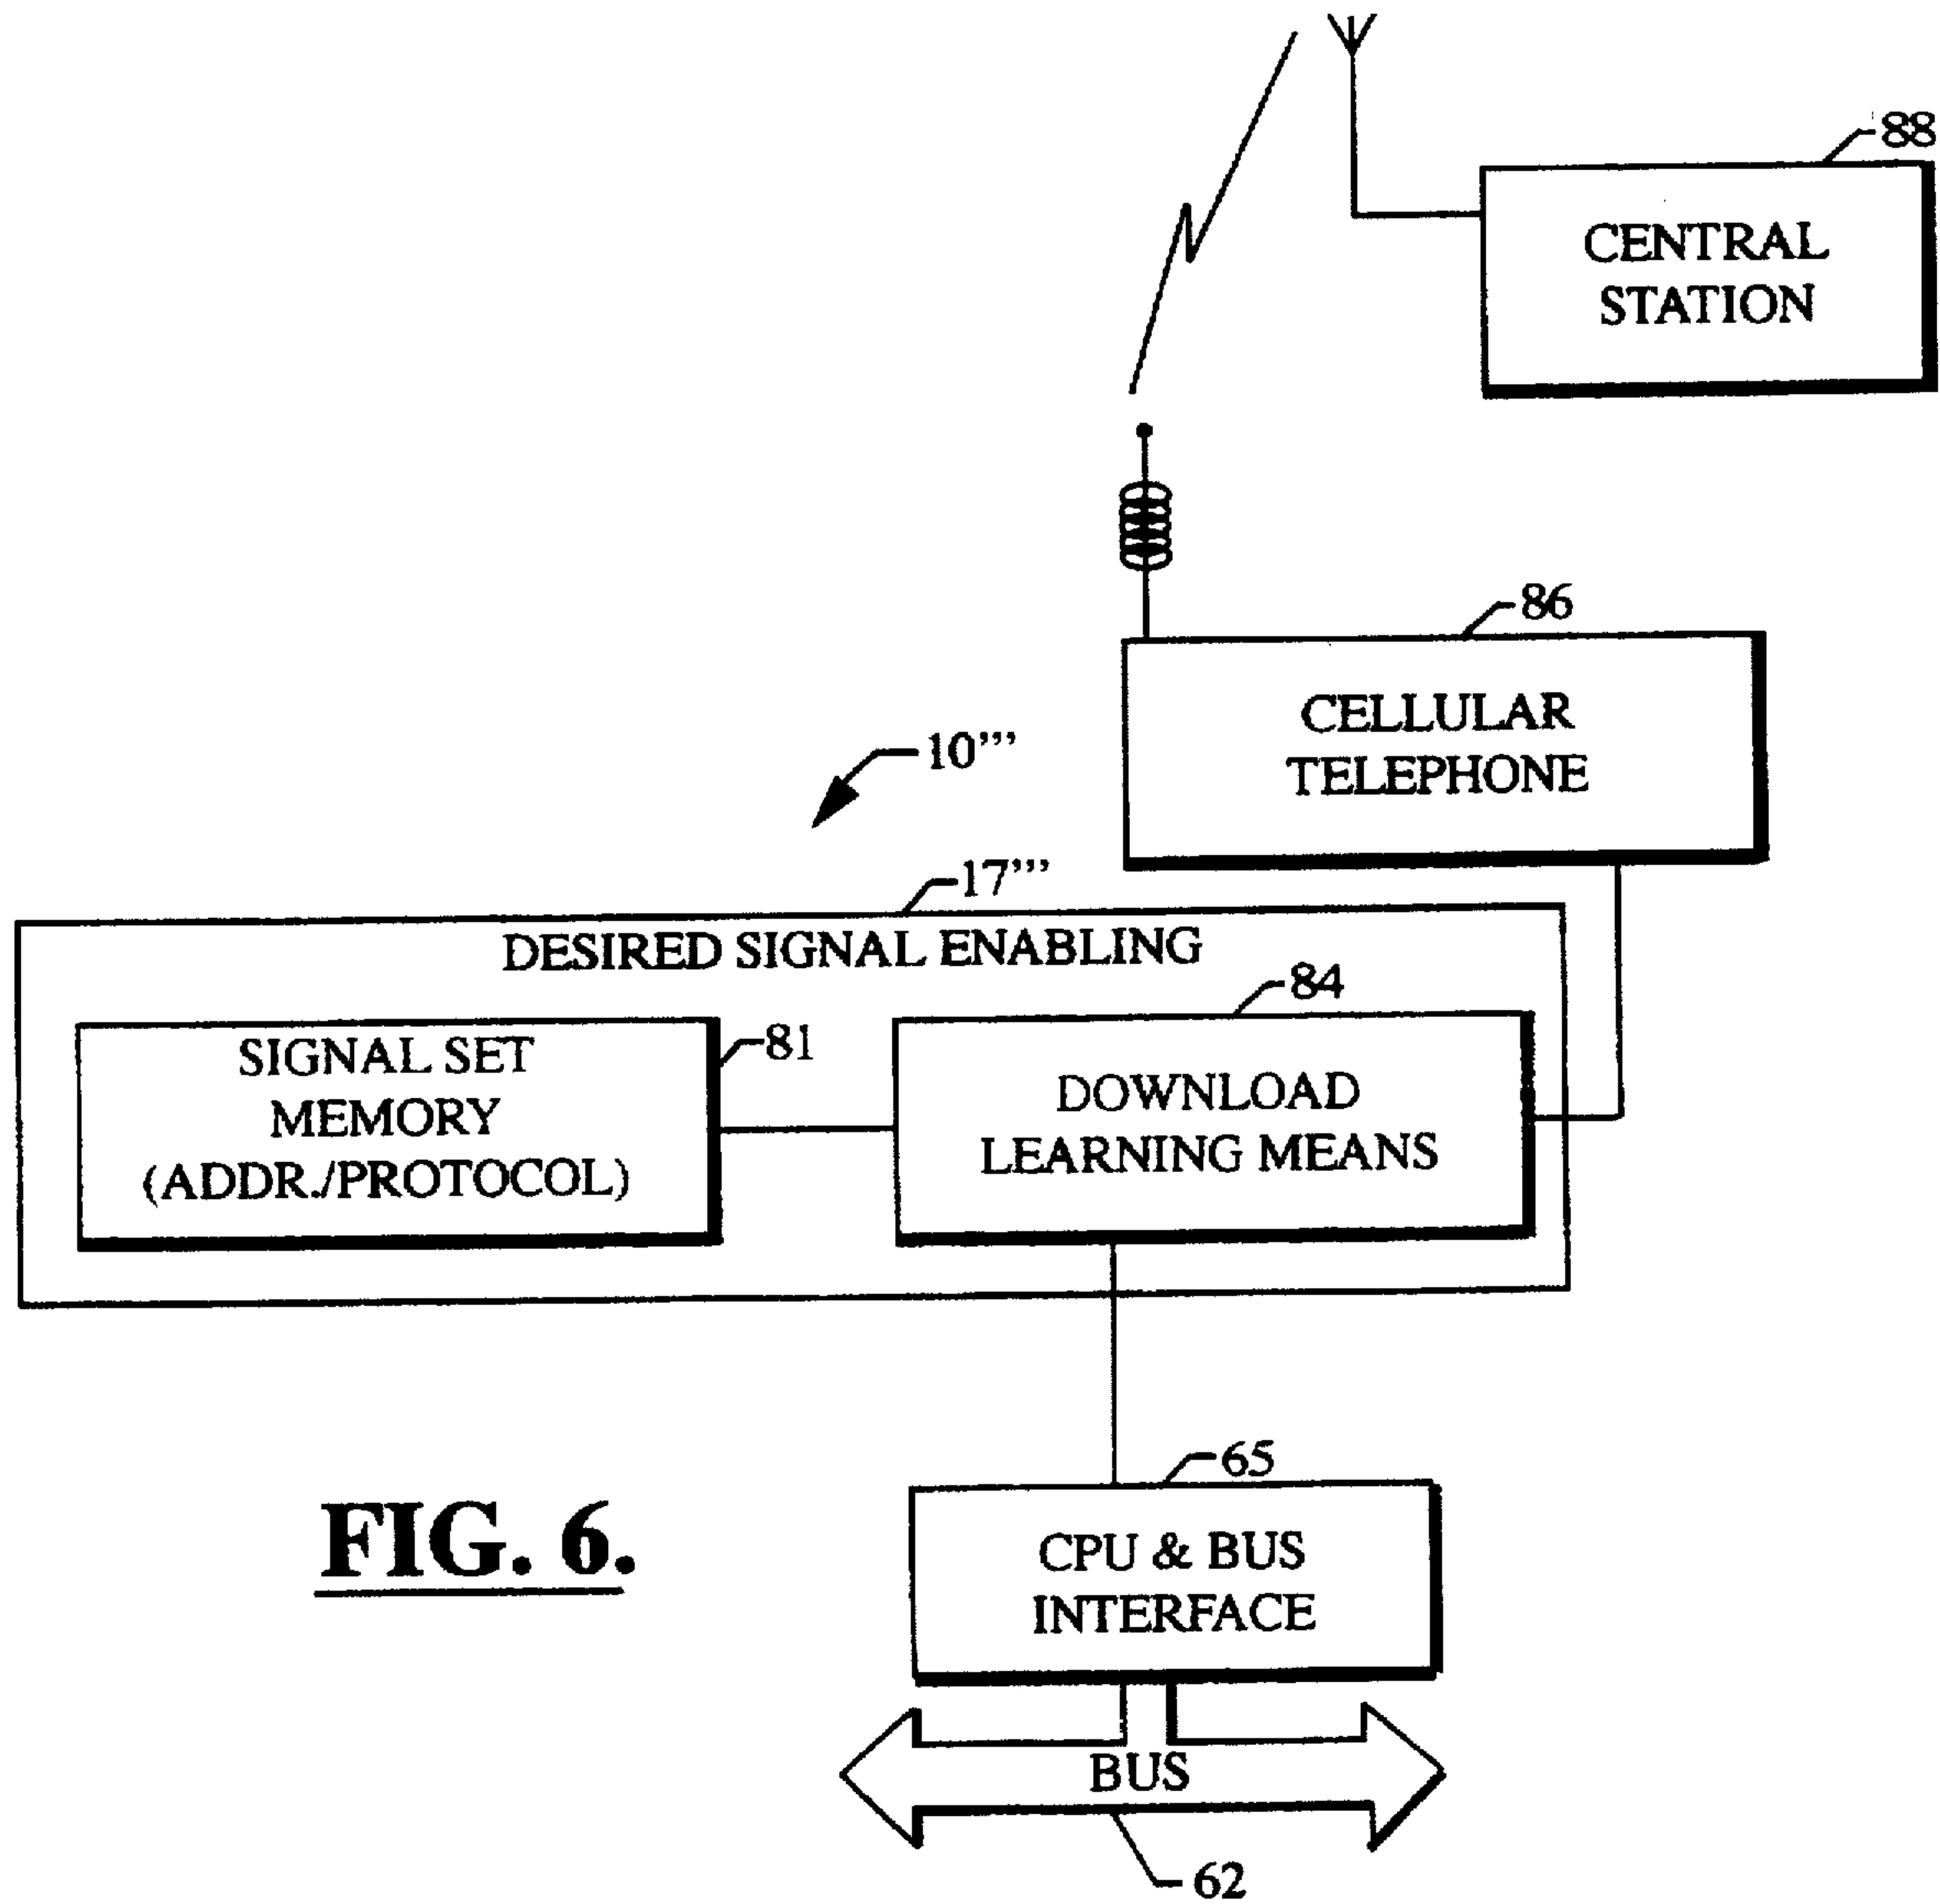 88
CENTRAL
STATION
86
CELLULAR
TELEPHONE
10’’’
17’’’
DESIRED SIGNAL ENABLING
84
81
SIGNAL SET
MEMORY
(ADDR./PROTOCOL)
DOWNLOAD
LEARNING MEANS
65
CPU & BUS
INTERFACE
FIG. 6.
BUS
62